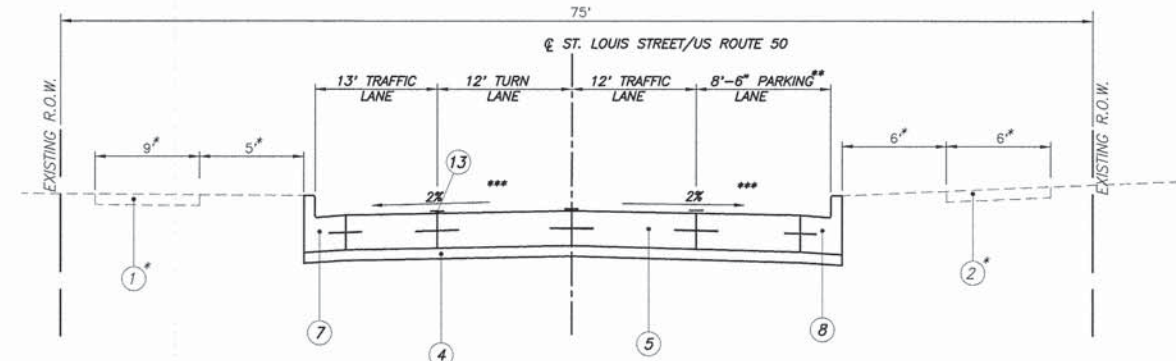 75'
℄ ST. LOUIS STREET/US ROUTE 50
EXISTING R.O.W.
EXISTING R.O.W.
13' TRAFFIC LANE
12' TURN LANE
12' TRAFFIC LANE
8'-6" PARKING** LANE
9'*
5'*
6'*
6'*
13
2% ***
2% ***
1*
7
4
5
8
2*